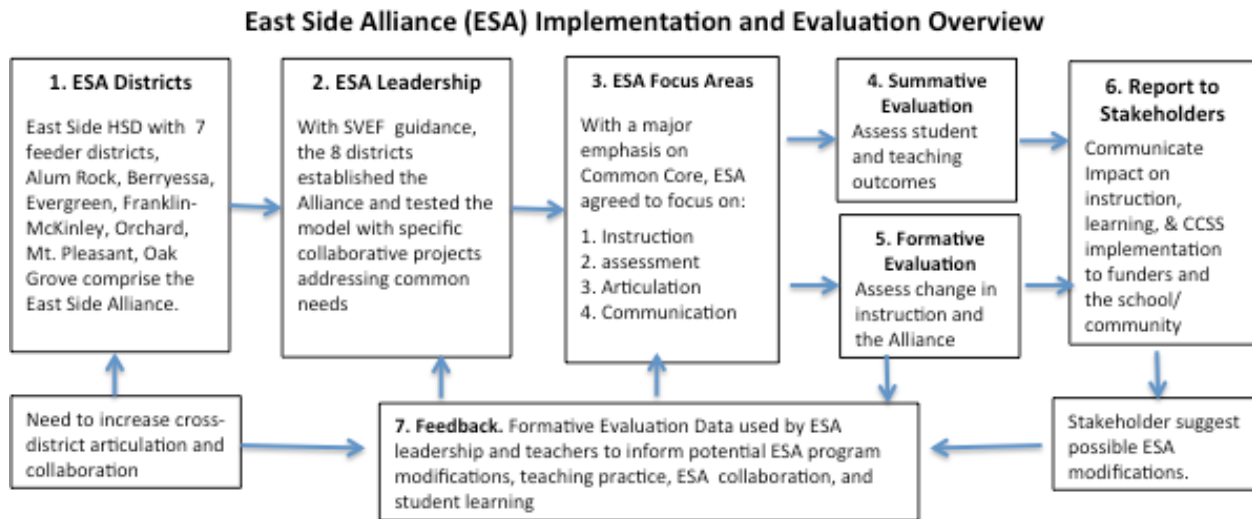 East Side Alliance (ESA) Implementation and Evaluation Overview
1. ESA Districts
East Side HSD with 7
feeder districts,
Alum Rock, Berryessa,
Evergreen, Franklin-
McKinley, Orchard,
Mt. Pleasant, Oak
Grove comprise the
East Side Alliance.
2. ESA Leadership
With SVEF guidance,
the 8 districts
established the
Alliance and tested the
model with specific
collaborative projects
addressing common
needs
3. ESA Focus Areas
With a major
emphasis on
Common Core, ESA
agreed to focus on:
1. Instruction
2. assessment
3. Articulation
4. Communication
4. Summative
Evaluation
Assess student
and teaching
outcomes
5. Formative
Evaluation
Assess change in
instruction and
the Alliance
6. Report to
Stakeholders
Communicate
Impact on
instruction,
learning, & CCSS
implementation
to funders and
the school/
community
Need to increase cross-
district articulation and
collaboration
7. Feedback. Formative Evaluation Data used by ESA
leadership and teachers to inform potential ESA program
modifications, teaching practice, ESA collaboration, and
student learning
Stakeholder suggest
possible ESA
modifications.